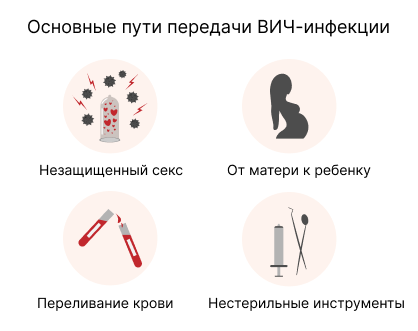 Основные пути передачи ВИЧ-инфекции
Незащищенный секс
От матери к ребенку
Переливание крови
Нестерильные инструменты